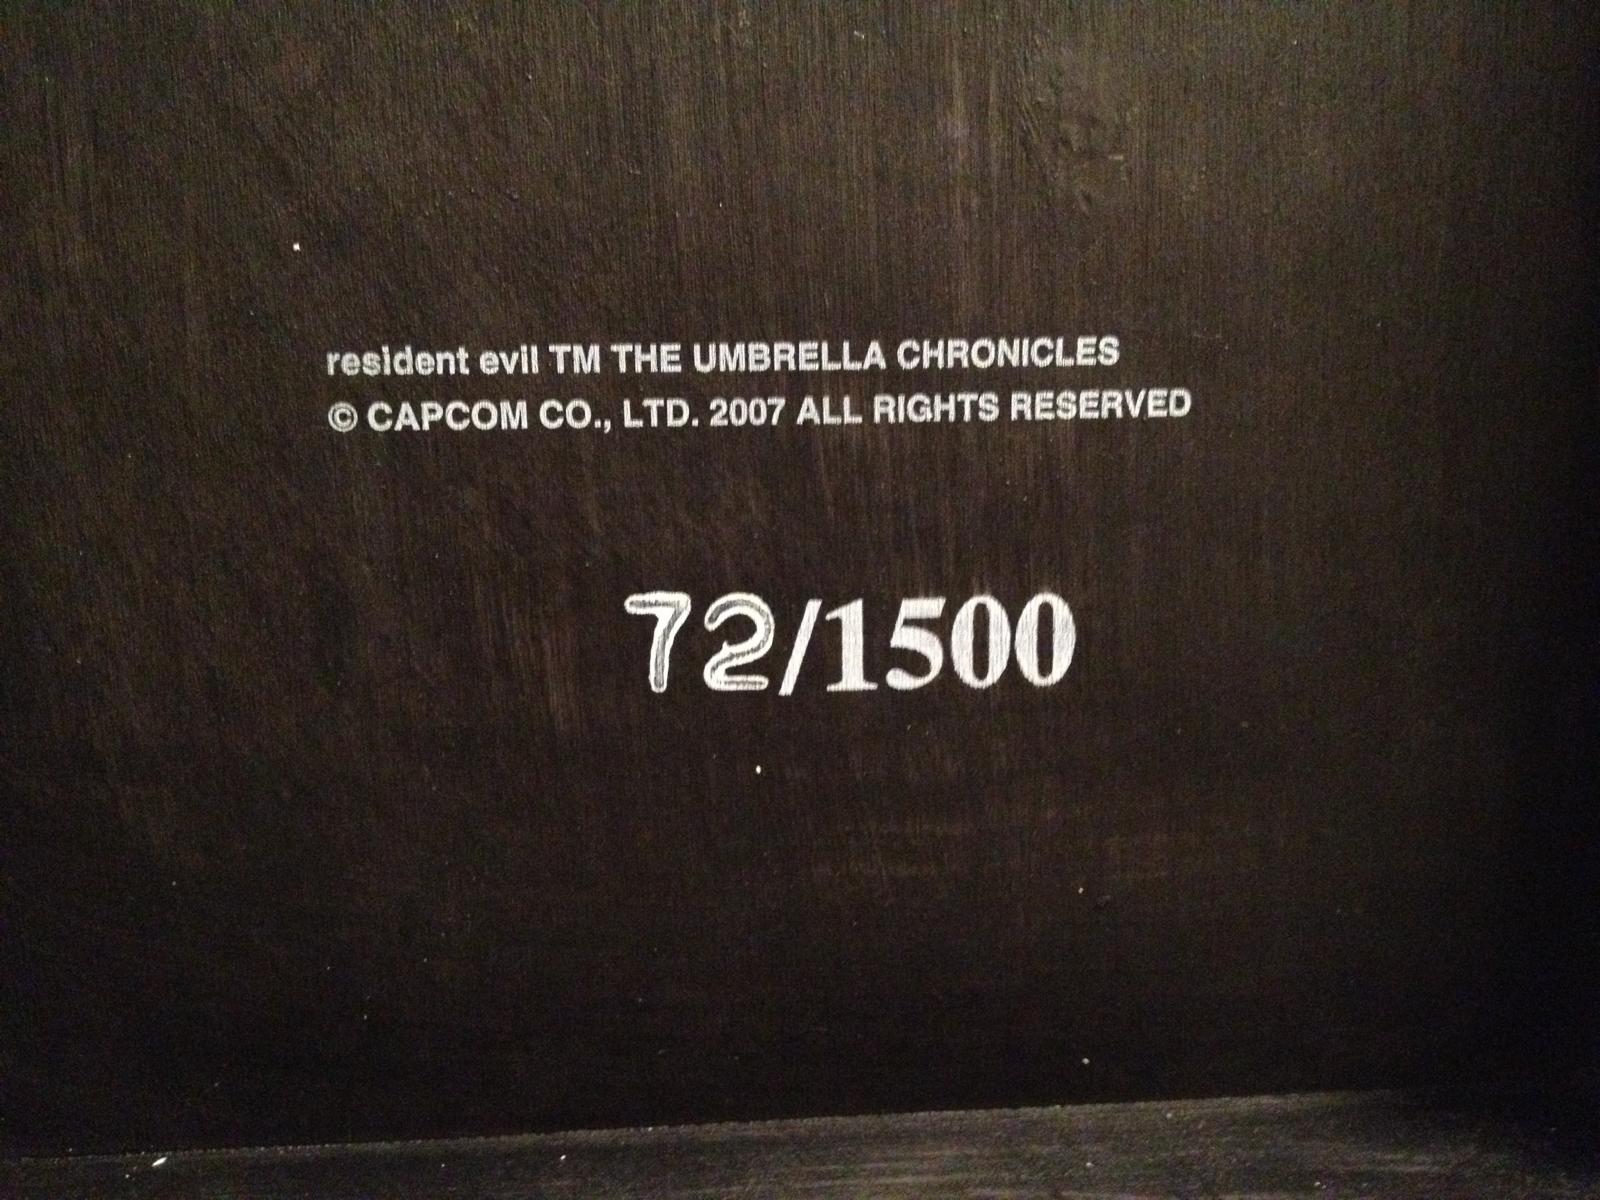 resident evil TM THE UMBRELLA CHRONICLES
© CAPCOM CO., LTD. 2007 ALL RIGHTS RESERVED
72/1500